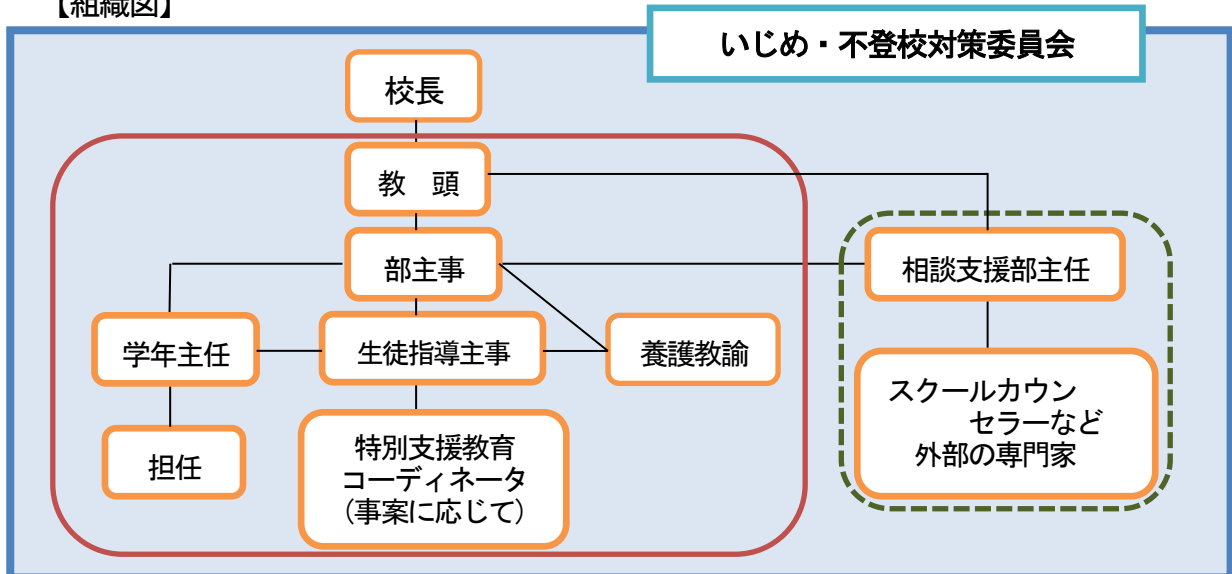 【組織図】
いじめ・不登校対策委員会
校長
教　頭
部主事
相談支援部主任
学年主任
生徒指導主事
養護教諭
スクールカウン
セラーなど
外部の専門家
担任
特別支援教育
コーディネータ
（事案に応じて）